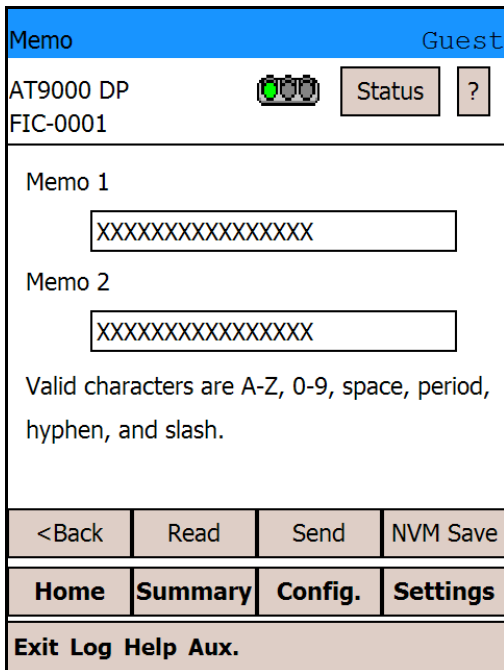 Memo Guest
AT9000 DP
FIC-0001
Status ?
Memo 1
XXXXXXXXXXXXXXXX
Memo 2
XXXXXXXXXXXXXXXX
Valid characters are A-Z, 0-9, space, period,
hyphen, and slash.
<Back Read Send NVM Save
Home Summary Config. Settings
Exit Log Help Aux.